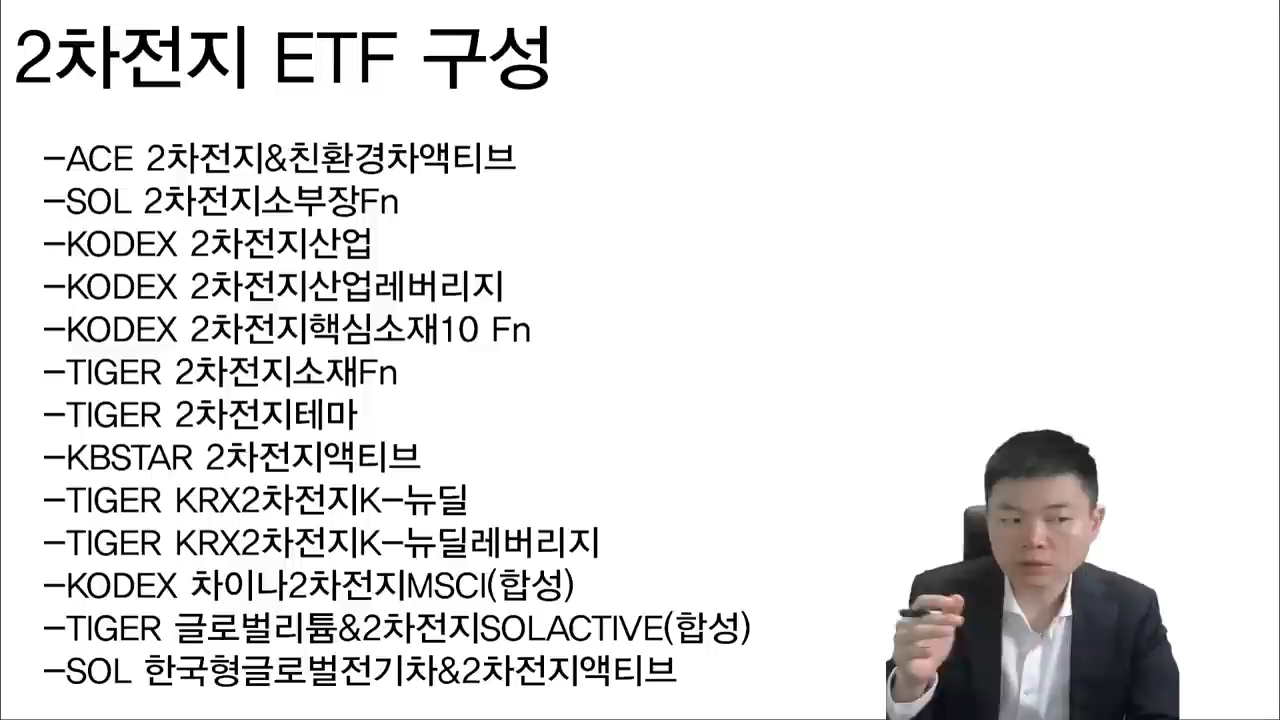 2차전지 ETF 구성
-ACE 2차전지&친환경차액티브
-SOL 2차전지소부장Fn
-KODEX 2차전지산업
-KODEX 2차전지산업레버리지
-KODEX 2차전지핵심소재10 Fn
-TIGER 2차전지소재Fn
-TIGER 2차전지테마
-KBSTAR 2차전지액티브
-TIGER KRX2차전지K-뉴딜
-TIGER KRX2차전지K-뉴딜레버리지
-KODEX 차이나2차전지MSCI(합성)
-TIGER 글로벌리튬&2차전지SOLACTIVE(합성)
-SOL 한국형글로벌전기차&2차전지액티브